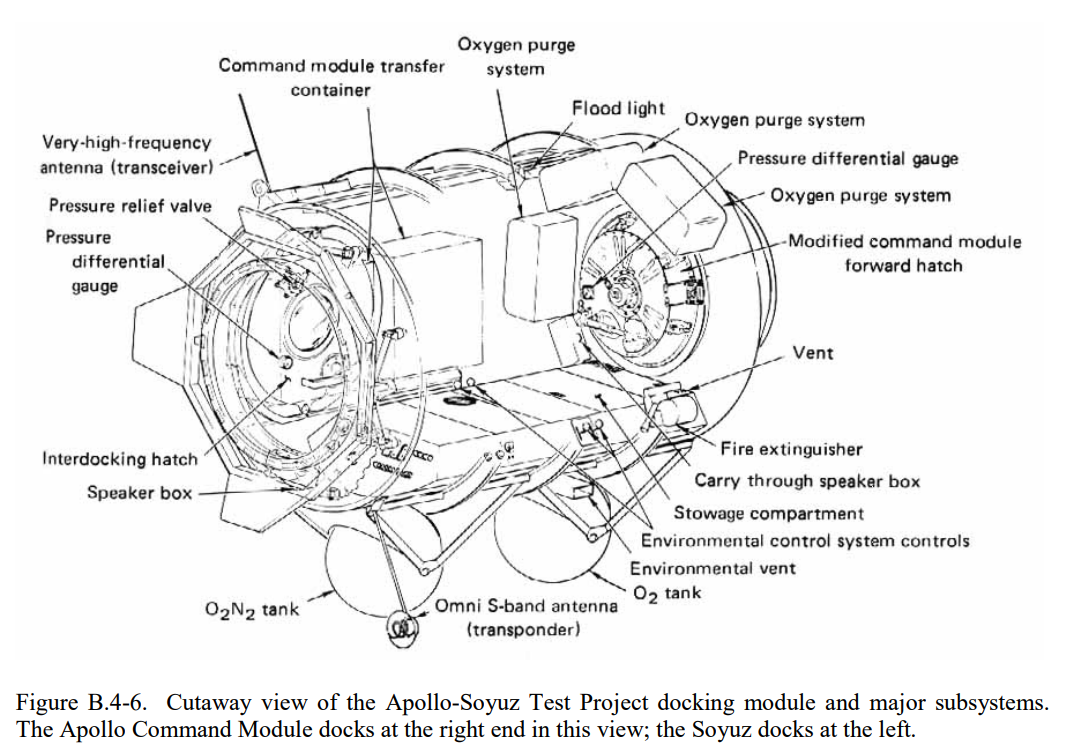 Oxygen purge
system
Command module transfer
container
Flood light
Oxygen purge system
Very-high-frequency
antenna (transceiver)
Pressure differential gauge
Oxygen purge system
Pressure relief valve
Pressure
differential
gauge
Modified command module
forward hatch
Vent
Interdocking hatch
Fire extinguisher
Speaker box
Carry through speaker box
Stowage compartment
Environmental control system controls
Environmental vent
O2 tank
O2N2 tank
Omni S-band antenna
(transponder)
Figure B.4-6. Cutaway view of the Apollo-Soyuz Test Project docking module and major subsystems.
The Apollo Command Module docks at the right end in this view; the Soyuz docks at the left.